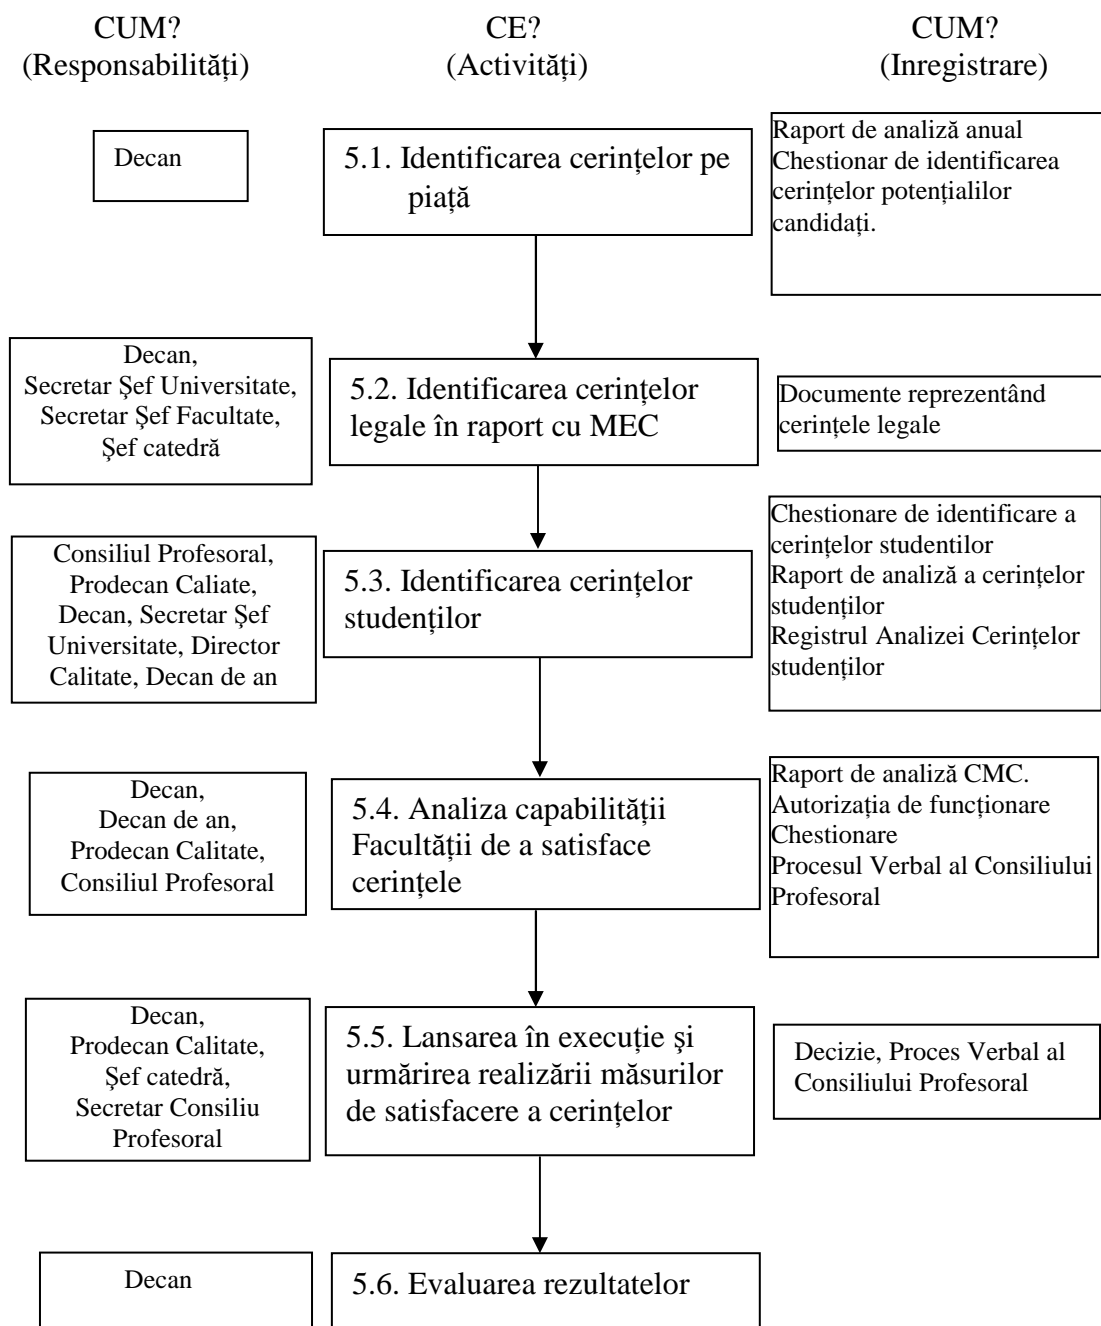 CUM?
(Responsabilități)
CE?
(Activități)
CUM?
(Inregistrare)
Decan
5.1. Identificarea cerințelor pe
piață
Raport de analiză anual
Chestionar de identificarea
cerințelor potențialilor
candidați.
Decan,
Secretar Şef Universitate,
Secretar Şef Facultate,
Şef catedră
5.2. Identificarea cerințelor
legale în raport cu MEC
Documente reprezentând
cerințele legale
Consiliul Profesoral,
Prodecan Caliate,
Decan, Secretar Şef
Universitate, Director
Calitate, Decan de an
5.3. Identificarea cerințelor
studenților
Chestionare de identificare a
cerințelor studentilor
Raport de analiză a cerințelor
studenților
Registrul Analizei Cerințelor
studenților
Decan,
Decan de an,
Prodecan Calitate,
Consiliul Profesoral
5.4. Analiza capabilității
Facultății de a satisface
cerințele
Raport de analiză CMC.
Autorizația de funcționare
Chestionare
Procesul Verbal al Consiliului
Profesoral
Decan,
Prodecan Calitate,
Şef catedră,
Secretar Consiliu
Profesoral
5.5. Lansarea în execuție şi
urmărirea realizării măsurilor
de satisfacere a cerințelor
Decizie, Proces Verbal al
Consiliului Profesoral
Decan
5.6. Evaluarea rezultatelor